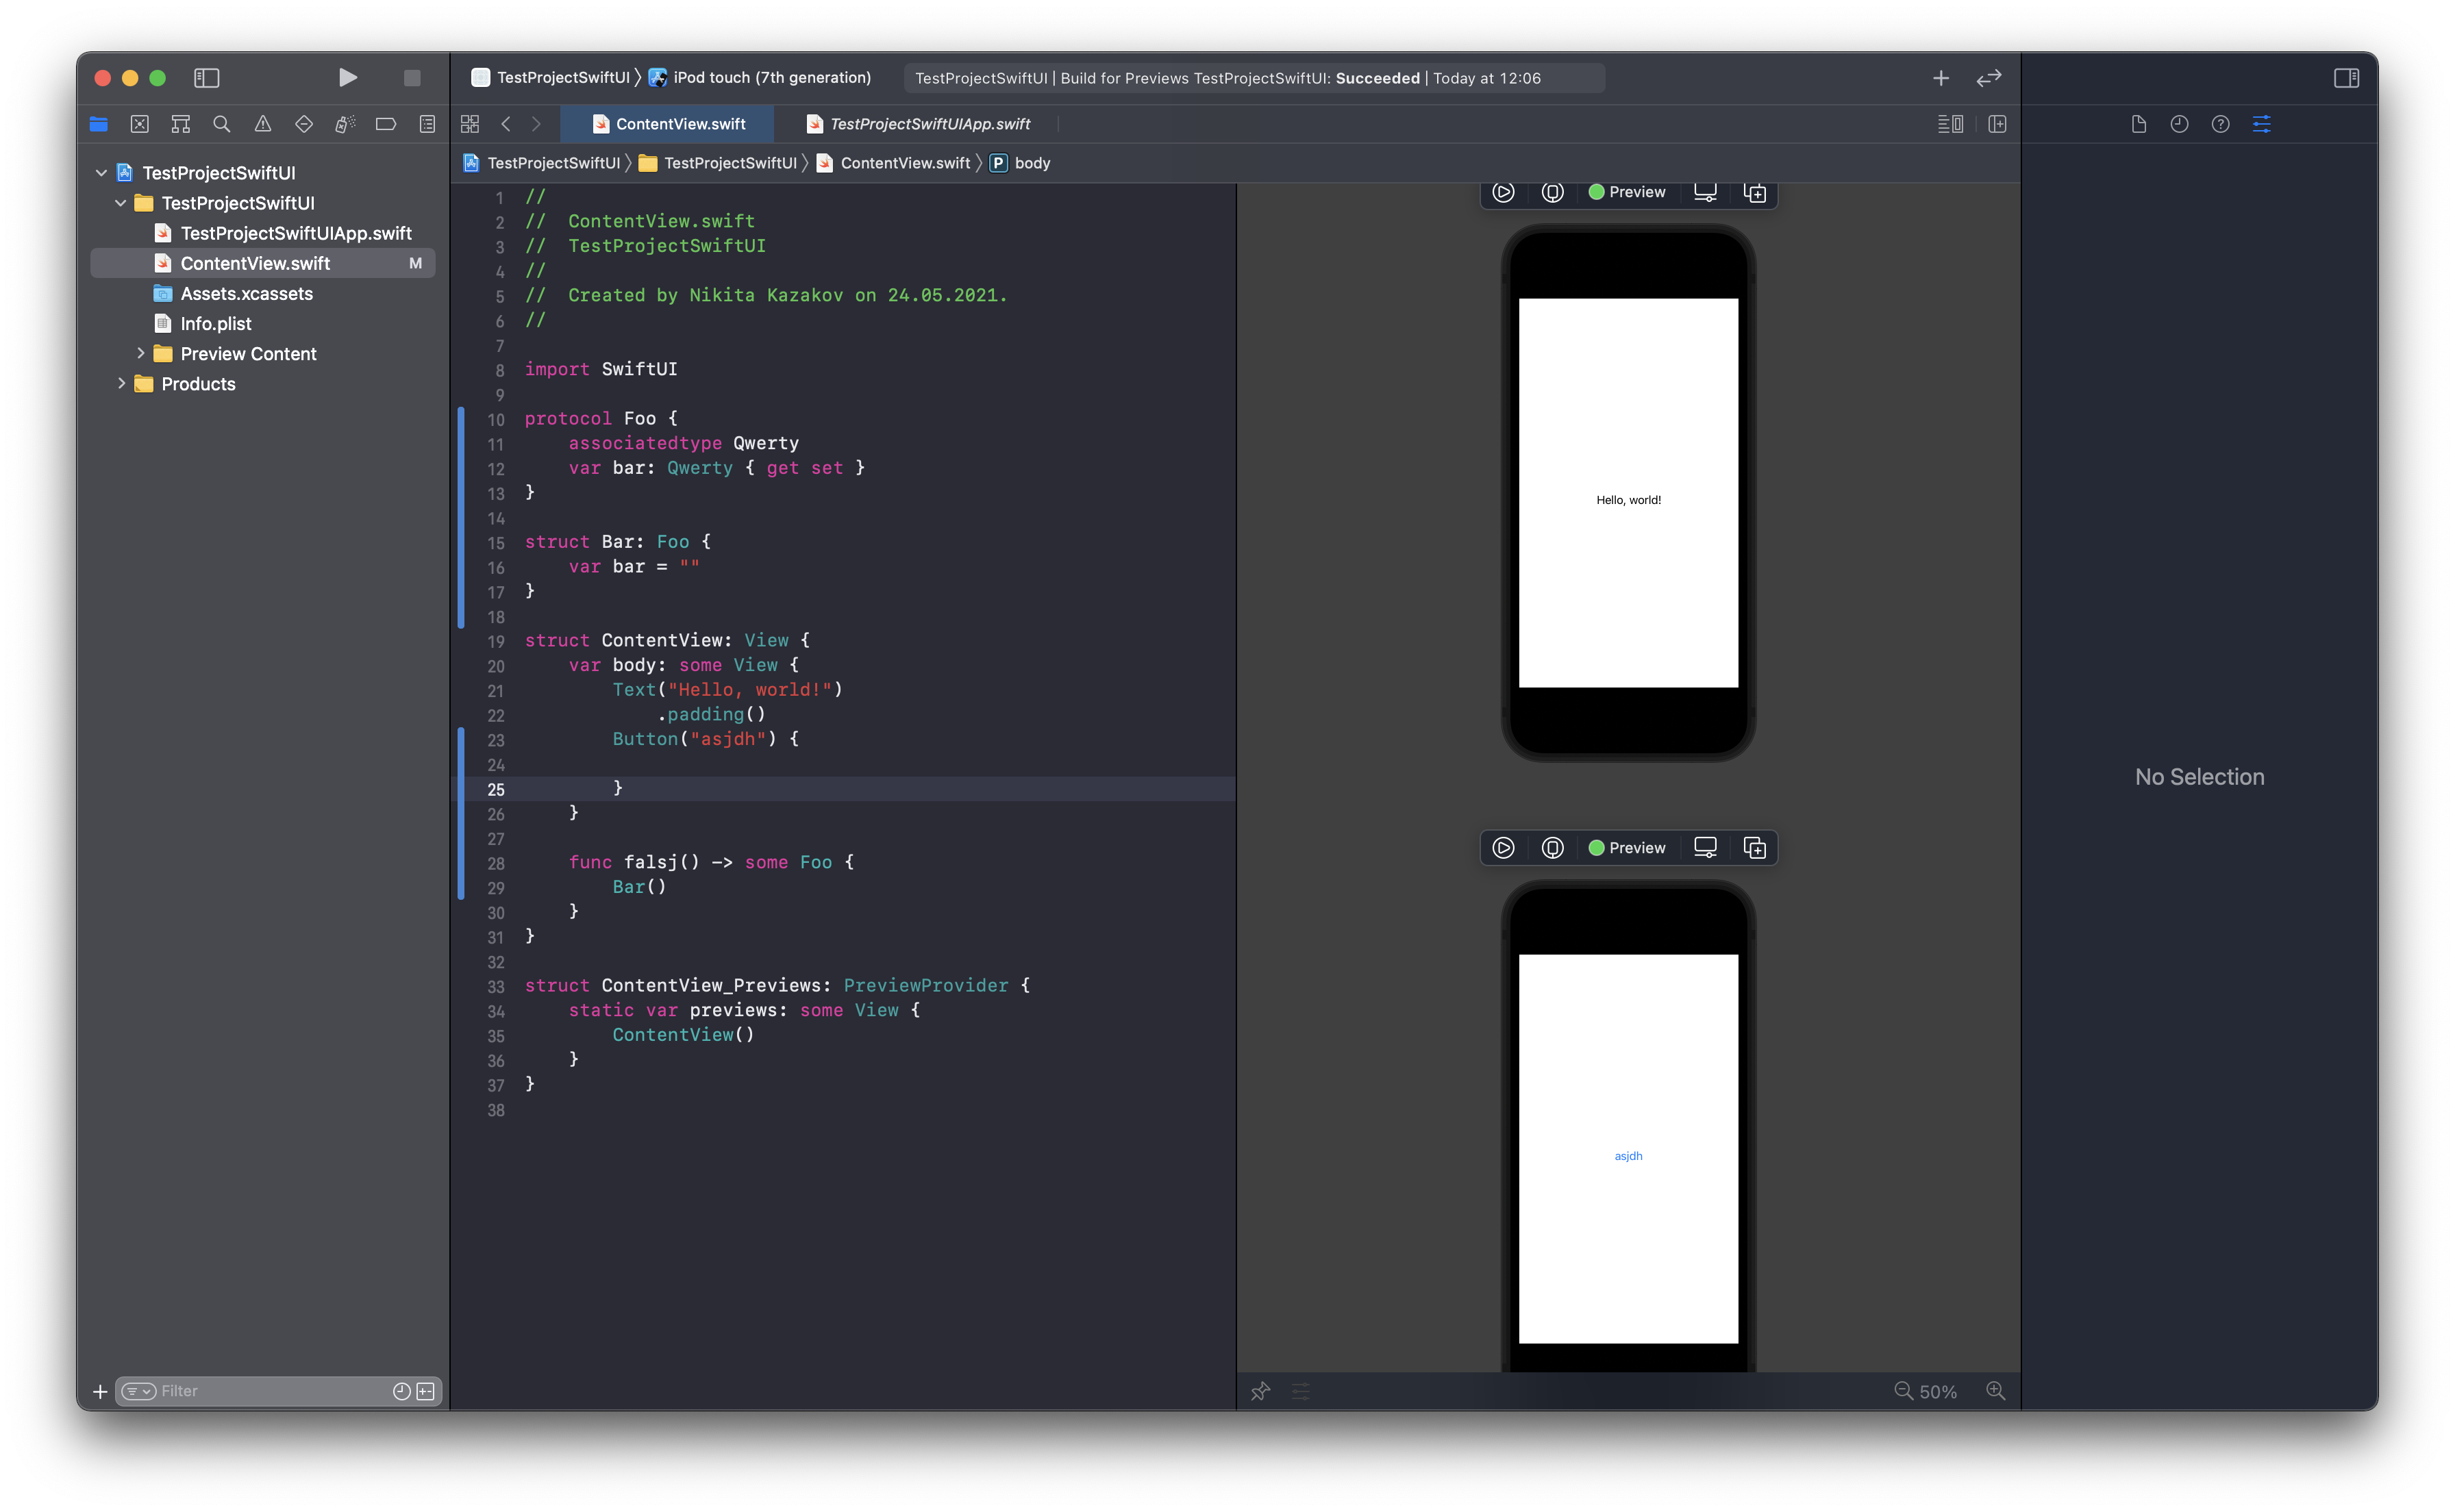 TestProjectSwiftUI
iPod touch (7th generation)
TestProjectSwiftUI | Build for Previews TestProjectSwiftUI: Succeeded | Today at 12:06
ContentView.swift
TestProjectSwiftUIApp.swift
TestProjectSwiftUI
TestProjectSwiftUI
ContentView.swift
P body
TestProjectSwiftUI
TestProjectSwiftUI
TestProjectSwiftUIApp.swift
ContentView.swift M
Assets.xcassets
Info.plist
Preview Content
Products
Filter
1 //
2 //  ContentView.swift
3 //  TestProjectSwiftUI
4 //
5 //  Created by Nikita Kazakov on 24.05.2021.
6 //
7
8 import SwiftUI
9
10 protocol Foo {
11     associatedtype Qwerty
12     var bar: Qwerty { get set }
13 }
14
15 struct Bar: Foo {
16     var bar = ""
17 }
18
19 struct ContentView: View {
20     var body: some View {
21         Text("Hello, world!")
22             .padding()
23         Button("asjdh") {
24
25         }
26     }
27
28     func falsj() -> some Foo {
29         Bar()
30     }
31 }
32
33 struct ContentView_Previews: PreviewProvider {
34     static var previews: some View {
35         ContentView()
36     }
37 }
38
Preview
Hello, world!
Preview
asjdh
50%
No Selection